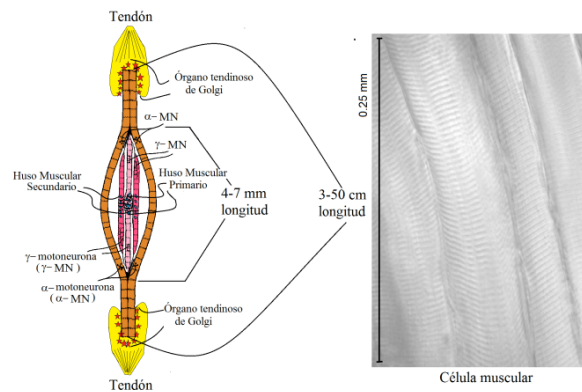 Tendón
Órgano tendinoso
de Golgi
α- MN
γ- MN
Huso Muscular
Secundario
Huso Muscular
Primario
4-7 mm
longitud
3-50 cm
longitud
γ- motoneurona
(γ- MN)
α- motoneurona
(α- MN)
Órgano tendinoso
de Golgi
Tendón
0.25 mm
Célula muscular